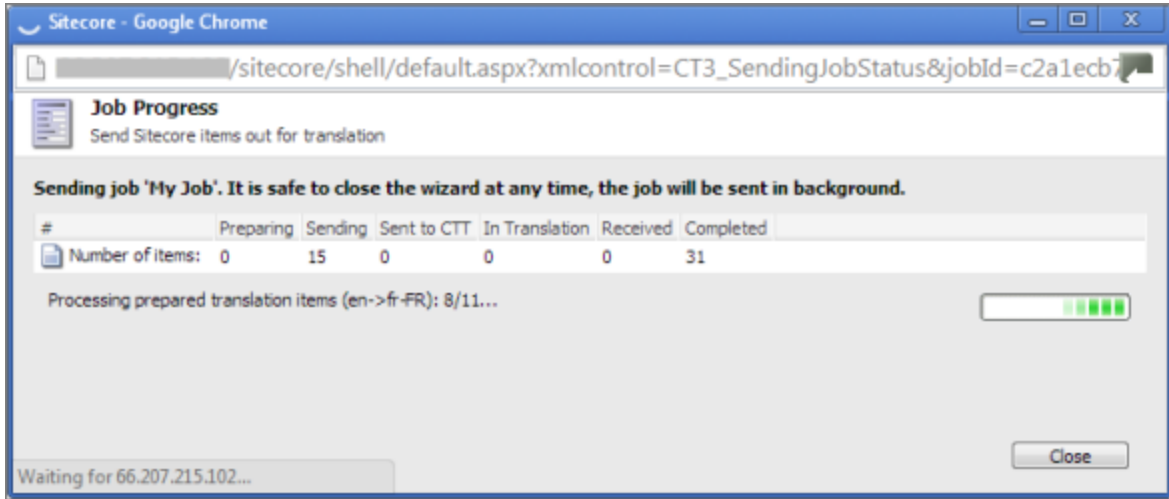 Sitecore - Google Chrome
/sitecore/shell/default.aspx?xmlcontrol=CT3_SendingJobStatus&jobId=c2a1ecb7
Job Progress
Send Sitecore items out for translation
Sending job 'My Job'. It is safe to close the wizard at any time, the job will be sent in background.
# Preparing Sending Sent to CTT In Translation Received Completed
Number of items: 0 15 0 0 0 31
Processing prepared translation items (en->fr-FR): 8/11...
Close
Waiting for 66.207.215.102...